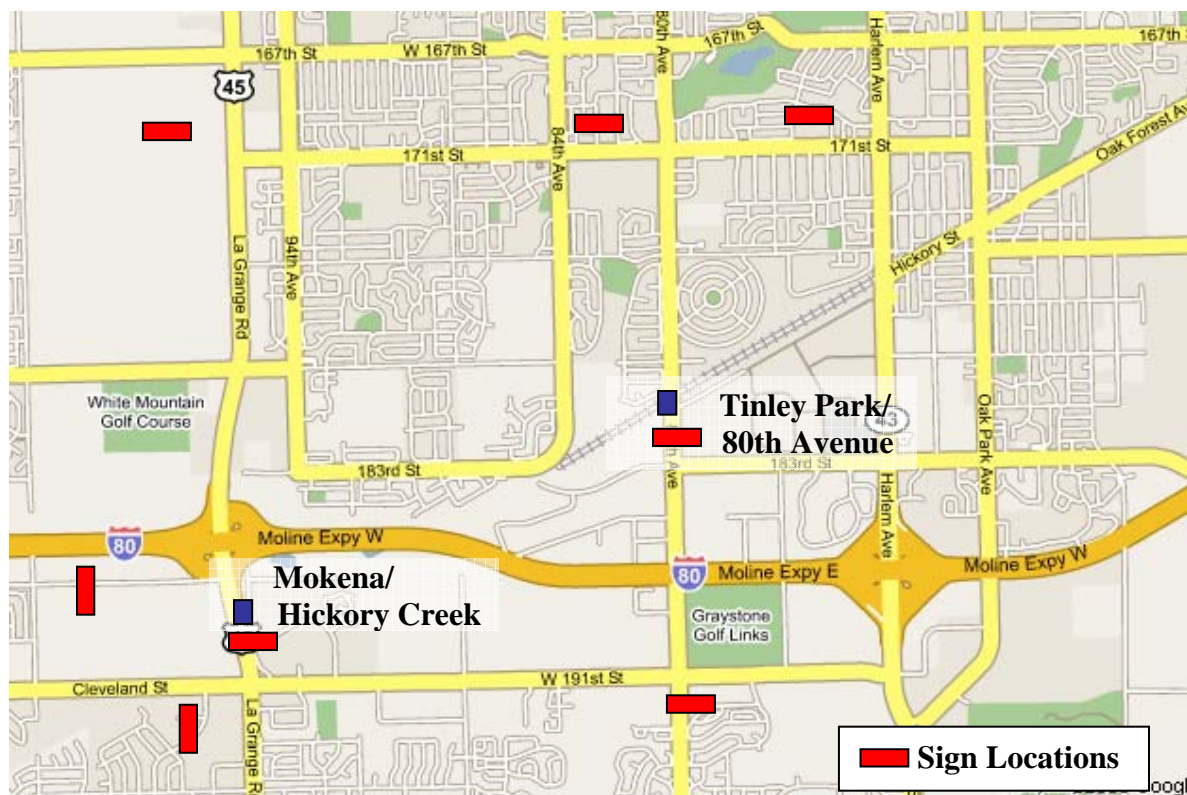 167th St
W 167th St
80th Ave
167th St
Harlem Ave
167th St
45
84th Ave
171st St
171st St
Oak Forest Av
La Grange Rd
94th Ave
Hickory St
White Mountain
Golf Course
Tinley Park/
80th Avenue
43
Oak Park Ave
183rd St
183rd St
Harlem Ave
80
Moline Expy W
Moline Expy E
80
Moline Expy W
Mokena/
Hickory Creek
Graystone
Golf Links
Cleveland St
W 191st St
La Grange R
Sign Locations